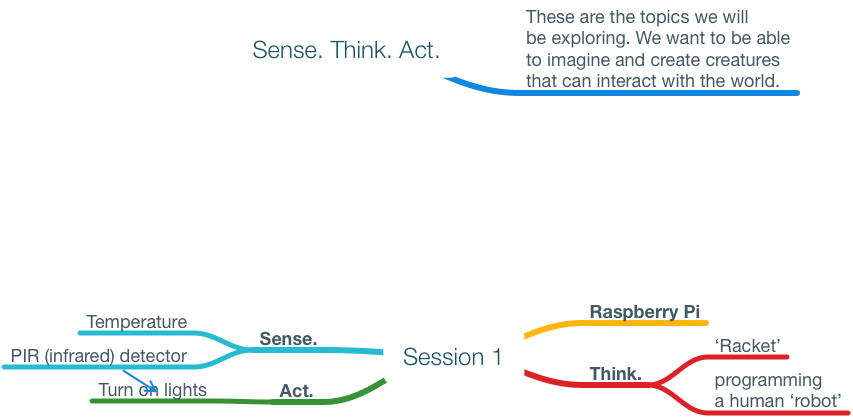 Sense. Think. Act.
These are the topics we will
be exploring. We want to be able
to imagine and create creatures
that can interact with the world.
Session 1
Raspberry Pi
Think.
‘Racket’
programming
a human ‘robot’
Sense.
Temperature
PIR (infrared) detector
Act.
Turn on lights